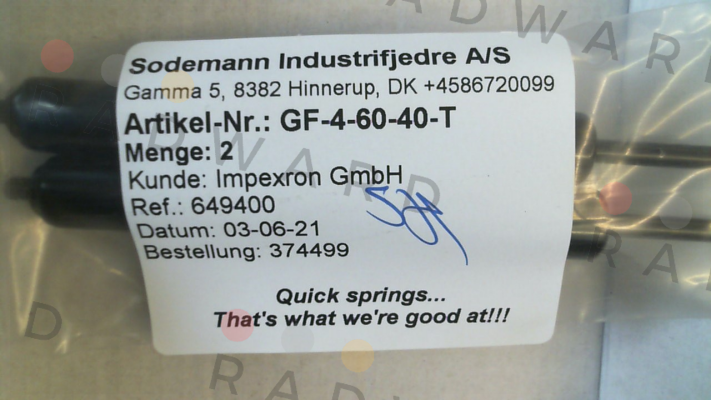 Sodemann Industrifjedre A/S
Gamma 5, 8382 Hinnerup, DK +4586720099
Artikel-Nr.: GF-4-60-40-T
Menge: 2
Kunde: Impexron GmbH
Ref.: 649400
Datum: 03-06-21
Bestellung: 374499
Quick springs...
That's what we're good at!!!
RADWARD